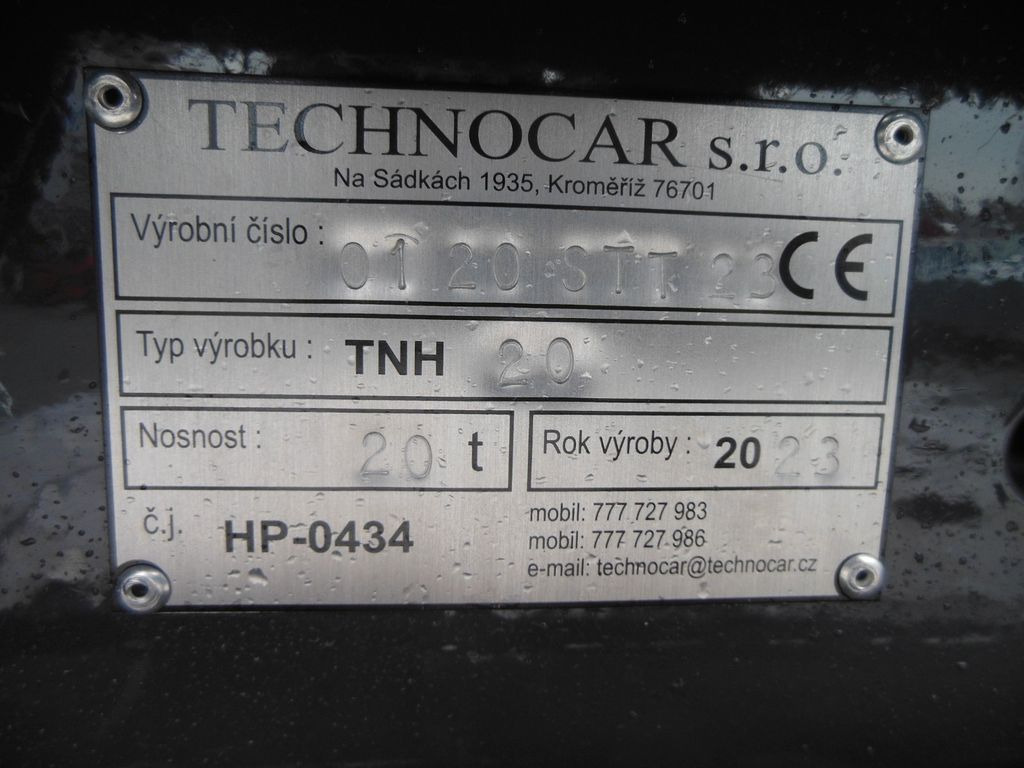 TECHNOCAR s.r.o.
Na Sádkách 1935, Kroměříž 76701
Výrobní číslo : 01 20 STT 23 CE
Typ výrobku : TNH 20
Nosnost : 20 t
Rok výroby : 2023
č.j. HP-0434
mobil: 777 727 983
mobil: 777 727 986
e-mail: technocar@technocar.cz